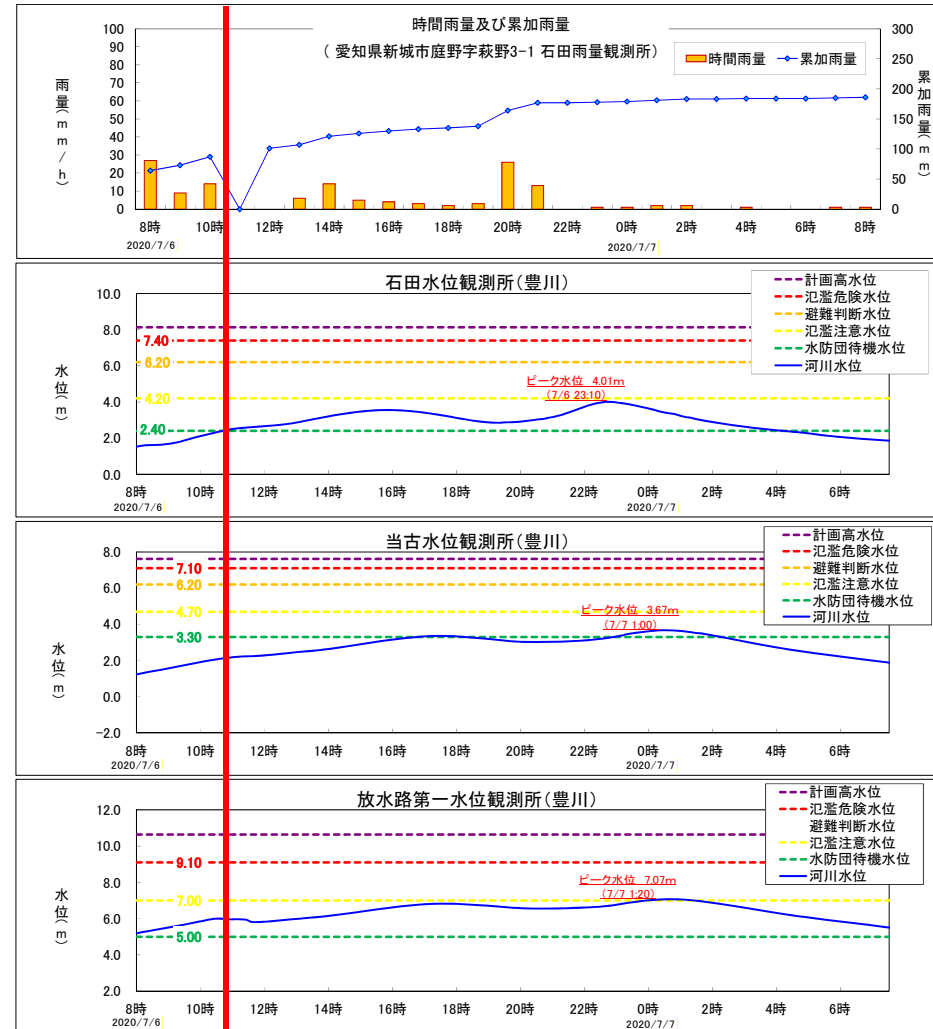 時間雨量及び累加雨量
( 愛知県新城市庭野字萩野3-1 石田雨量観測所)
時間雨量 累加雨量
雨量(mm/h)
累加雨量(mm)
100 300
90
80 250
70
60 200
50 150
40
30 100
20 50
10
0 0
8時 10時 12時 14時 16時 18時 20時 22時 0時 2時 4時 6時 8時
2020/7/6 2020/7/7
石田水位観測所(豊川)
計画高水位
氾濫危険水位
避難判断水位
氾濫注意水位
水防団待機水位
河川水位
水位(m)
10.0
8.0
7.40
6.20
6.0
ピーク水位 4.01m
(7/6 23:10)
4.20
4.0
2.40
2.0
0.0
8時 10時 12時 14時 16時 18時 20時 22時 0時 2時 4時 6時
2020/7/6 2020/7/7
当古水位観測所(豊川)
計画高水位
氾濫危険水位
避難判断水位
氾濫注意水位
水防団待機水位
河川水位
水位(m)
8.0
7.10
6.20
6.0
4.70
ピーク水位 3.67m
(7/7 1:00)
4.0
3.30
2.0
0.0
-2.0
8時 10時 12時 14時 16時 18時 20時 22時 0時 2時 4時 6時
2020/7/6 2020/7/7
放水路第一水位観測所(豊川)
計画高水位
氾濫危険水位
避難判断水位
氾濫注意水位
水防団待機水位
河川水位
水位(m)
12.0
10.0
9.10
8.0
ピーク水位 7.07m
(7/7 1:20)
7.00
6.0
5.00
4.0
2.0
8時 10時 12時 14時 16時 18時 20時 22時 0時 2時 4時 6時
2020/7/6 2020/7/7